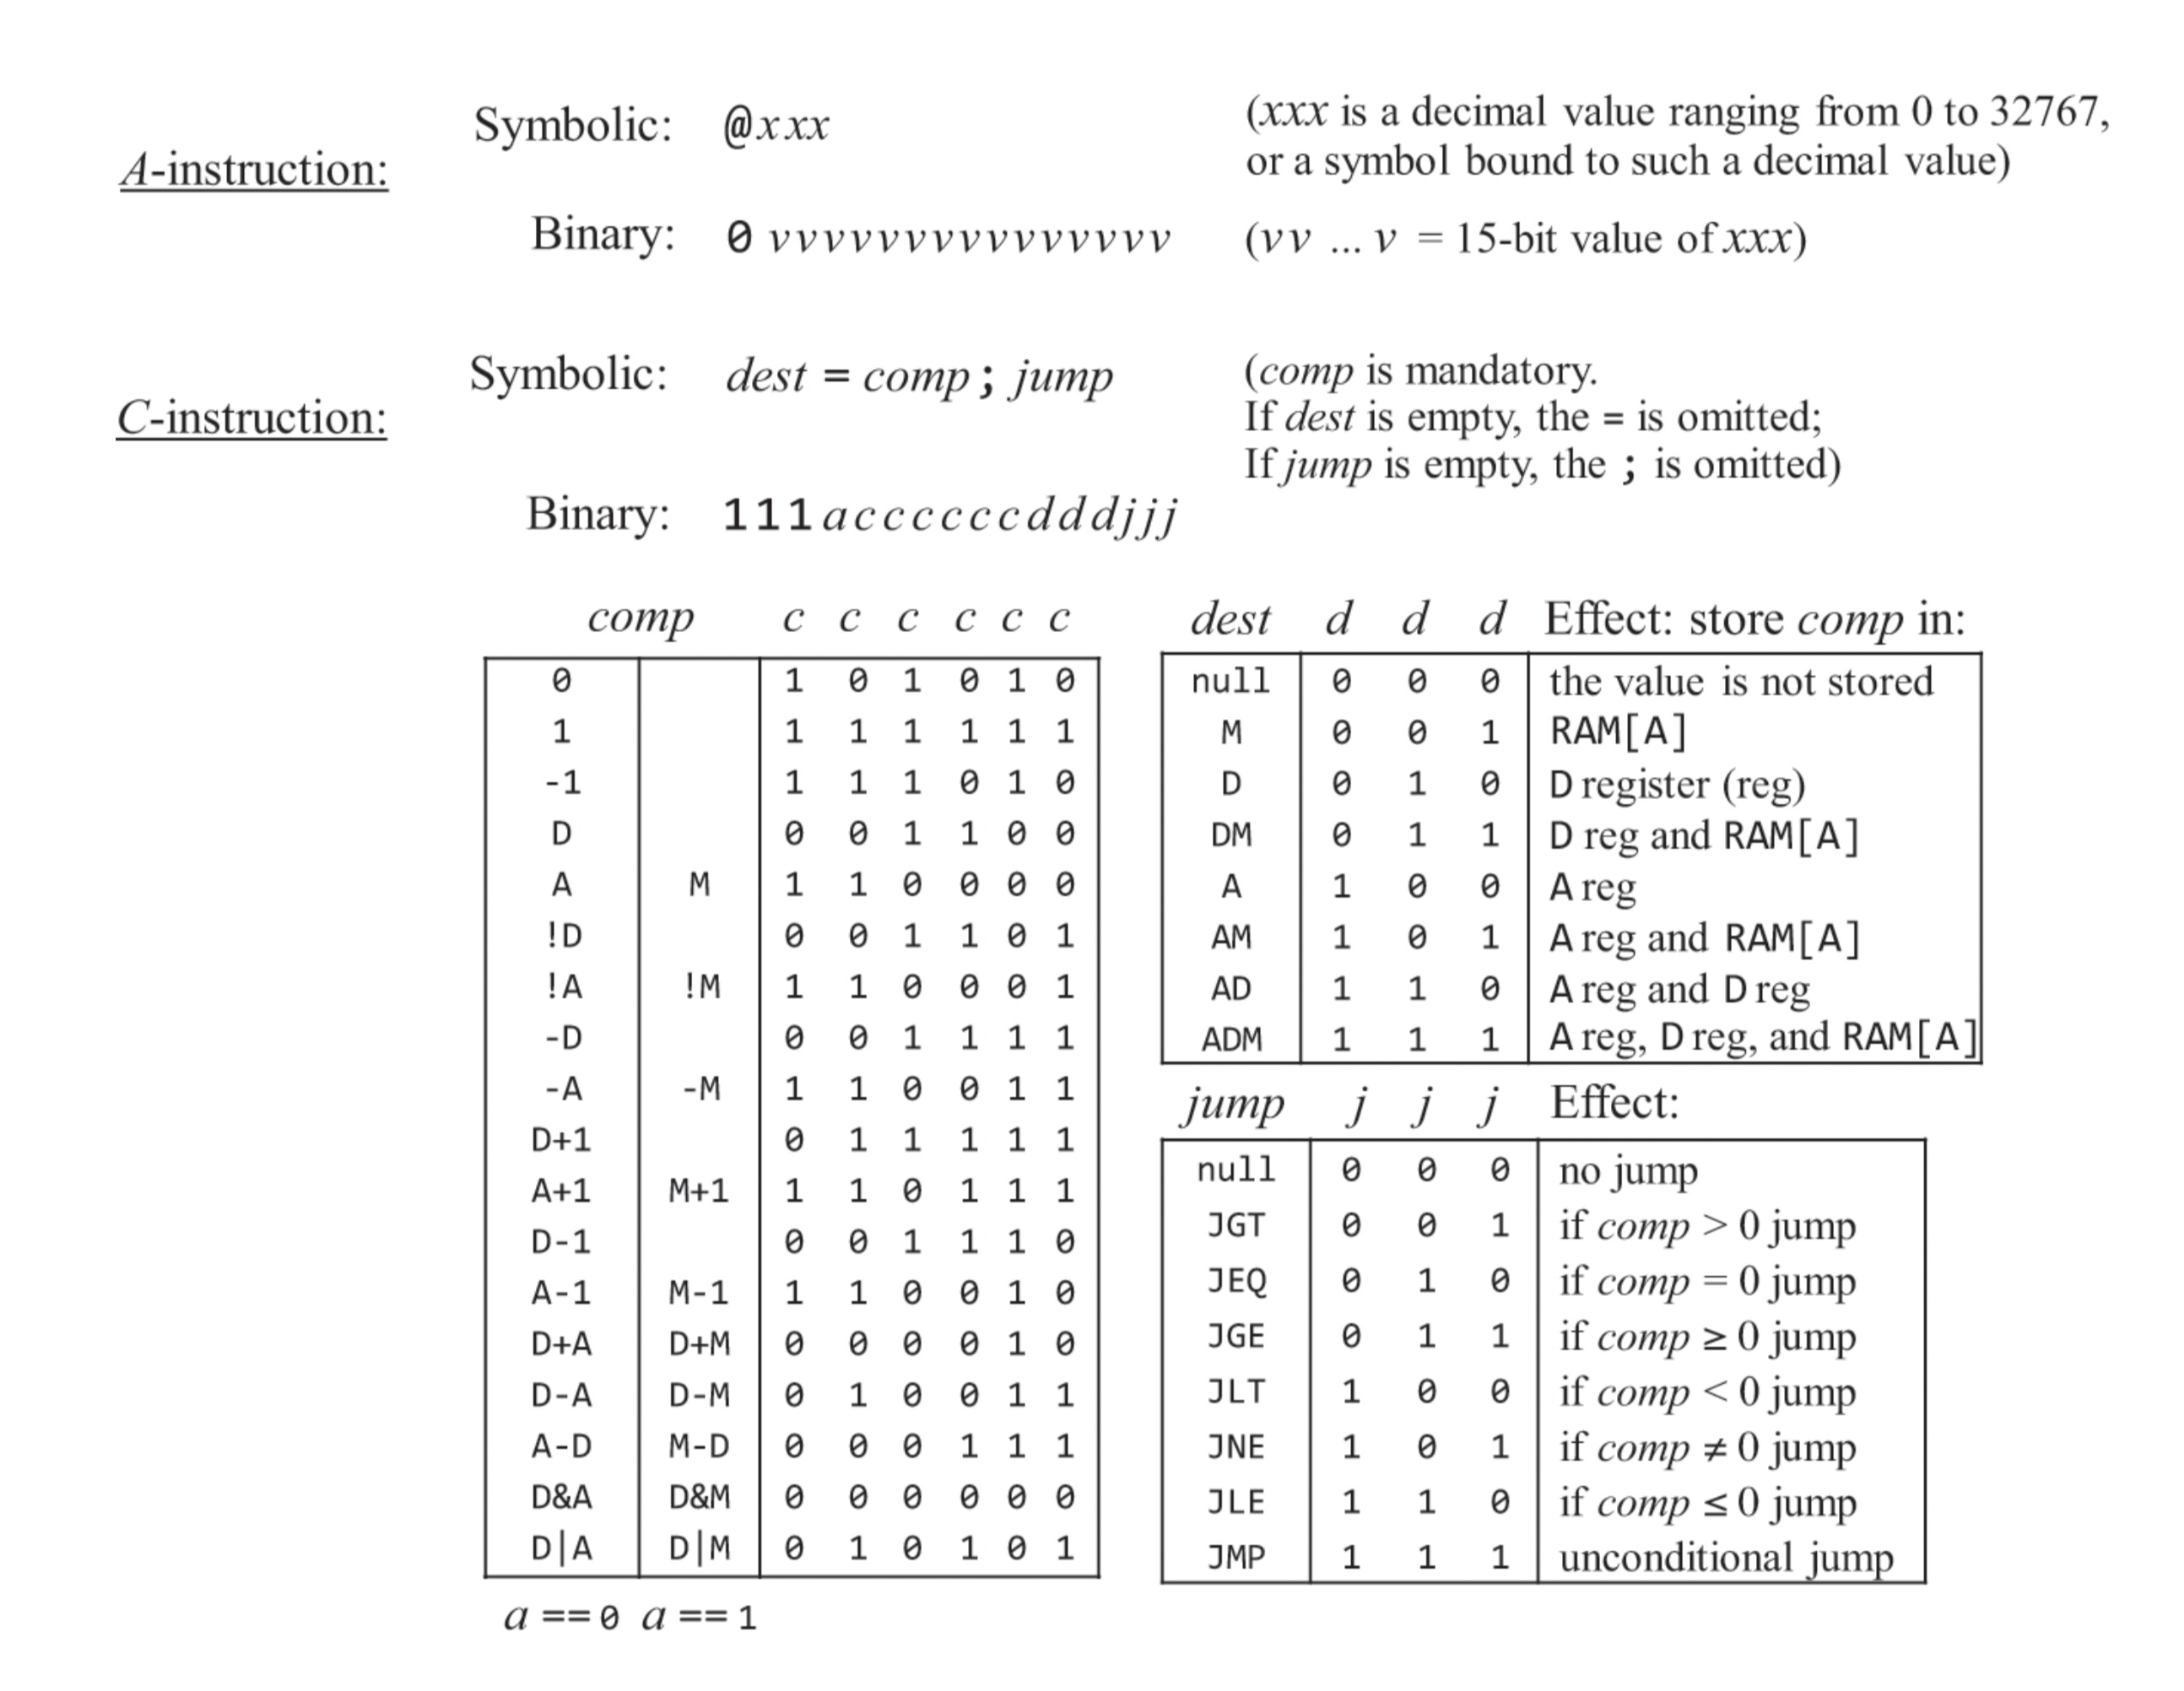 Symbolic: @xxx (xxx is a decimal value ranging from 0 to 32767,
or a symbol bound to such a decimal value)
A-instruction:
Binary: 0 vvvvvvvvvvvvvvv (vv ... v = 15-bit value of xxx)
Symbolic: dest = comp ; jump (comp is mandatory.
If dest is empty, the = is omitted;
If jump is empty, the ; is omitted)
C-instruction:
Binary: 111accccccdddjjj
comp c c c c c c
0 1 0 1 0 1 0
1 1 1 1 1 1 1
-1 1 1 1 0 1 0
D 0 0 1 1 0 0
A M 1 1 0 0 0 0
!D 0 0 1 1 0 1
!A !M 1 1 0 0 0 1
-D 0 0 1 1 1 1
-A -M 1 1 0 0 1 1
D+1 0 1 1 1 1 1
A+1 M+1 1 1 0 1 1 1
D-1 0 0 1 1 1 0
A-1 M-1 1 1 0 0 1 0
D+A D+M 0 0 0 0 1 0
D-A D-M 0 1 0 0 1 1
A-D M-D 0 0 0 1 1 1
D&A D&M 0 0 0 0 0 0
D|A D|M 0 1 0 1 0 1
a == 0 a == 1
dest d d d Effect: store comp in:
null 0 0 0 the value is not stored
M 0 0 1 RAM[A]
D 0 1 0 D register (reg)
DM 0 1 1 D reg and RAM[A]
A 1 0 0 A reg
AM 1 0 1 A reg and RAM[A]
AD 1 1 0 A reg and D reg
ADM 1 1 1 A reg, D reg, and RAM[A]
jump j j j Effect:
null 0 0 0 no jump
JGT 0 0 1 if comp > 0 jump
JEQ 0 1 0 if comp = 0 jump
JGE 0 1 1 if comp ≥ 0 jump
JLT 1 0 0 if comp < 0 jump
JNE 1 0 1 if comp ≠ 0 jump
JLE 1 1 0 if comp ≤ 0 jump
JMP 1 1 1 unconditional jump